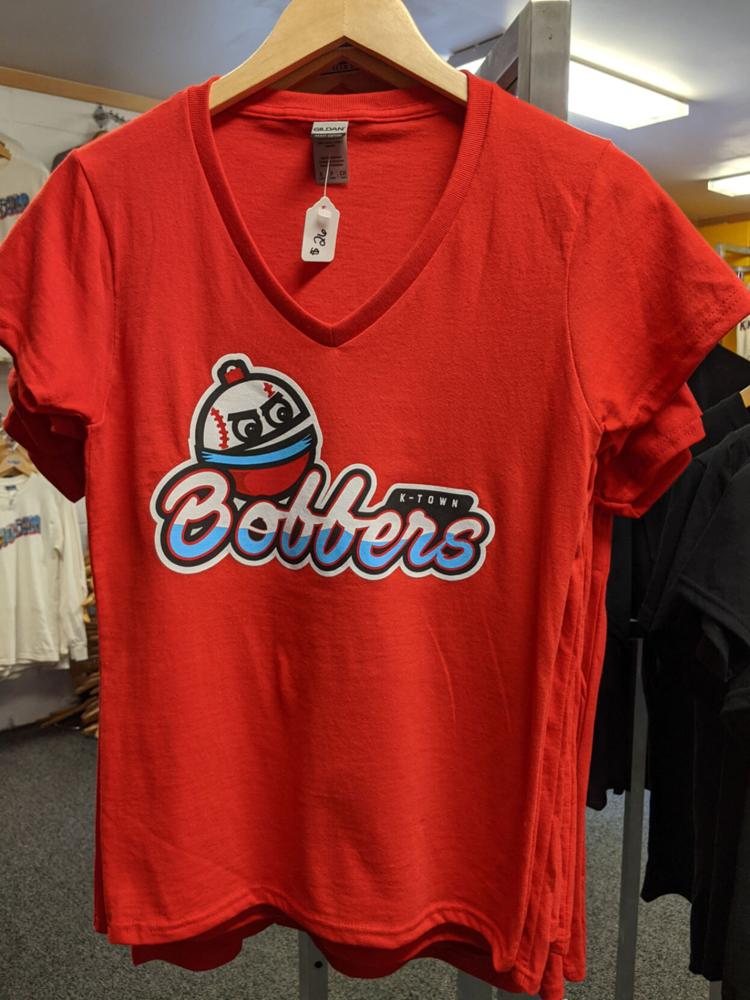 GILDAN
$ 26
K-TOWN
Bobbers